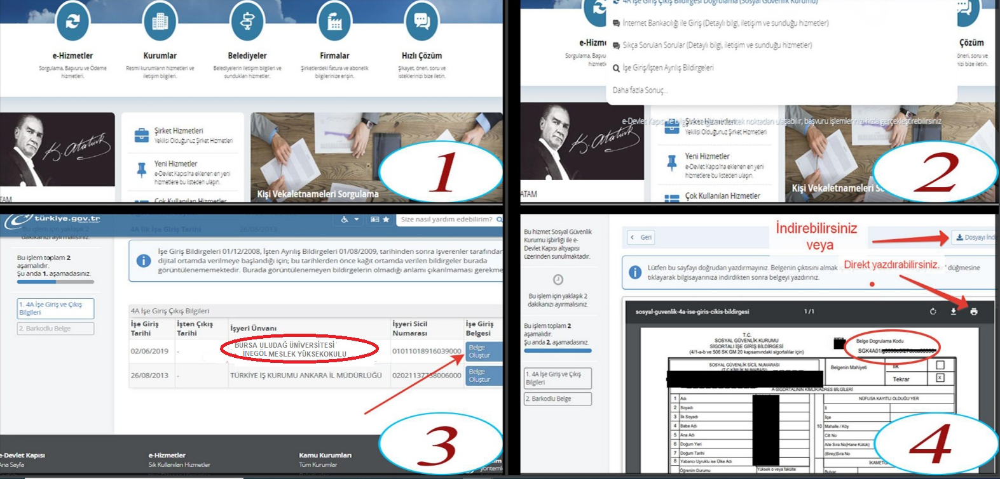 e-Hizmetler
Sorgulama, Başvuru ve Ödeme
hizmetleri.
Kurumlar
Resmi kurumların hizmetleri ve
iletişim bilgileri.
Belediyeler
Belediyelerin iletişim bilgileri ve
sundukları hizmetler.
Firmalar
Şirketlerdeki fatura ve abonelik
bilgilerinize erişin.
Hızlı Çözüm
Şikayet, öneri, soru ve
isteklerinizi bize iletin.
K. Atatürk
TAM
Şirket Hizmetleri
Yetkilisi Olduğunuz Şirket Hizmetleri
Yeni Hizmetler
e-Devlet Kapısı'na eklenen en yeni
hizmetlere bu listeden ulaşın.
Çok Kullanılan Hizmetler
Kişi Vekaletnameleri Sorgulama
1
4A İşe Giriş Çıkış Bildirgesi Doğrulama (Sosyal Güvenlik Kurumu)
İnternet Bankacılığı ile Giriş (Detaylı bilgi, iletişim ve sunduğu hizmetler)
Sıkça Sorulan Sorular (Detaylı bilgi, iletişim ve sunduğu hizmetler)
İşe Giriş/İşten Ayrılış Bildirgeleri
Daha fazla Sonuç...
e-Hizme
Sorgulama, Başvu
hizmetl
Çözüm
öneri, soru ve
nizi bize iletin.
e-Devlet Kapısı ile tek noktadan ulaşabilir, başvuru işlemlerinizi hızla gerçekleştirebilirsiniz
K. Atatürk
ATAM
Şirket Hizmetleri
Yetkilisi Olduğunuz Şirket Hizmetleri
Yeni Hizmetler
e-Devlet Kapısı'na eklenen en yeni
hizmetlere bu listeden ulaşın.
Çok Kullanılan Hizmetler
Kişi Vekaletnameleri So
2
türkiye.gov.tr
Size nasıl yardım edebilirim?
4A İlk İşe Giriş Tarihi 26/08/2013
Bu işlem için yaklaşık 2
dakikanızı ayırmalısınız.
Bu işlem toplam 2
aşamalıdır.
Şu anda 1. aşamadasınız.
1. 4A İşe Giriş ve Çıkış
Bilgileri
2. Barkodlu Belge
İşe Giriş Bildirgeleri 01/12/2008, İşten Ayrılış Bildirgeleri 01/08/2009, tarihinden sonra işverenler tarafından
dijital ortamda verilmeye başlandığı için; bu tarihlerden önce kağıt ortamda verilen bildirgeler burada
görüntülenememektedir. Burada görüntülenemeyen bildirgelerin olmadığı anlamı çıkarılmaması gerekme
4A İşe Giriş Çıkış Bilgileri
İşe Giriş Tarihi İşten Çıkış Tarihi İşyeri Ünvanı İşyeri Sicil Numarası İşe Giriş Belgesi
02/06/2019 - BURSA ULUDAĞ ÜNİVERSİTESİ
İNEGÖL MESLEK YÜKSEKOKULU
01011018916039000 Belge Oluştur
26/08/2013 - TÜRKİYE İŞ KURUMU ANKARA İL MÜDÜRLÜĞÜ 02021137738006000 Belge Oluştur
e-Devlet Kapısı
Ana Sayfa
e-Hizmetler
Sık Kullanılan Hizmetler
Kamu Kurumları
Tüm Kurumlar
3
Bu hizmet Sosyal Güvenlik
Kurumu işbirliği ile e-
Devlet Kapısı altyapısı
üzerinden sunulmaktadır.
Bu işlem için yaklaşık 2
dakikanızı ayırmalısınız.
Bu işlem toplam 2
aşamalıdır.
Şu anda 2. aşamadasınız.
1. 4A İşe Giriş ve Çıkış
Bilgileri
2. Barkodlu Belge
Geri
İndirebilirsiniz
veya
Dosyayı İndi
Direkt yazdırabilirsiniz.
Lütfen bu sayfayı doğrudan yazdırmayınız. Belgenin çıktısını almak düğmesine
tıklayarak bilgisayarınıza indirdikten sonra belgeyi yazdırınız.
sosyal-guvenlik-4a-ise-giris-cikis-bildirgesi
1 / 1
T.C.
SOSYAL GÜVENLİK KURUMU
SİGORTALI İŞE GİRİŞ BİLDİRGESİ
(4/1-a-b ve 506 SK GM 20 kapsamındaki sigortalılar için)
Belge Dogrulama Kodu
SGK4A01
SOSYAL GÜVENLİK SİCİL NUMARASI
(T.C KİMLİK NUMARASI)
Belgenin Mahiyeti
İlk
Tekrar X
A-SİGORTALININ KİMLİK/ADRES BİLGİLERİ
1 Adı
2 Soyadı
3 İlk Soyadı
4 Baba Adı
5 Ana Adı
6 Doğum Yeri
7 Doğum Tarihi
8 Yabancı Uyruklu ise Ülke Adı
Öğrenim Durumu Yüksek o veya fakülte
NÜFUSA KAYITLI OLDUĞU YER
İl
İlçe
10 Mahalle / Köy
Cilt No
Aile Sıra No(Hane Kütük)
(Birey)Sıra No
İKAMETG
Bulvar
4